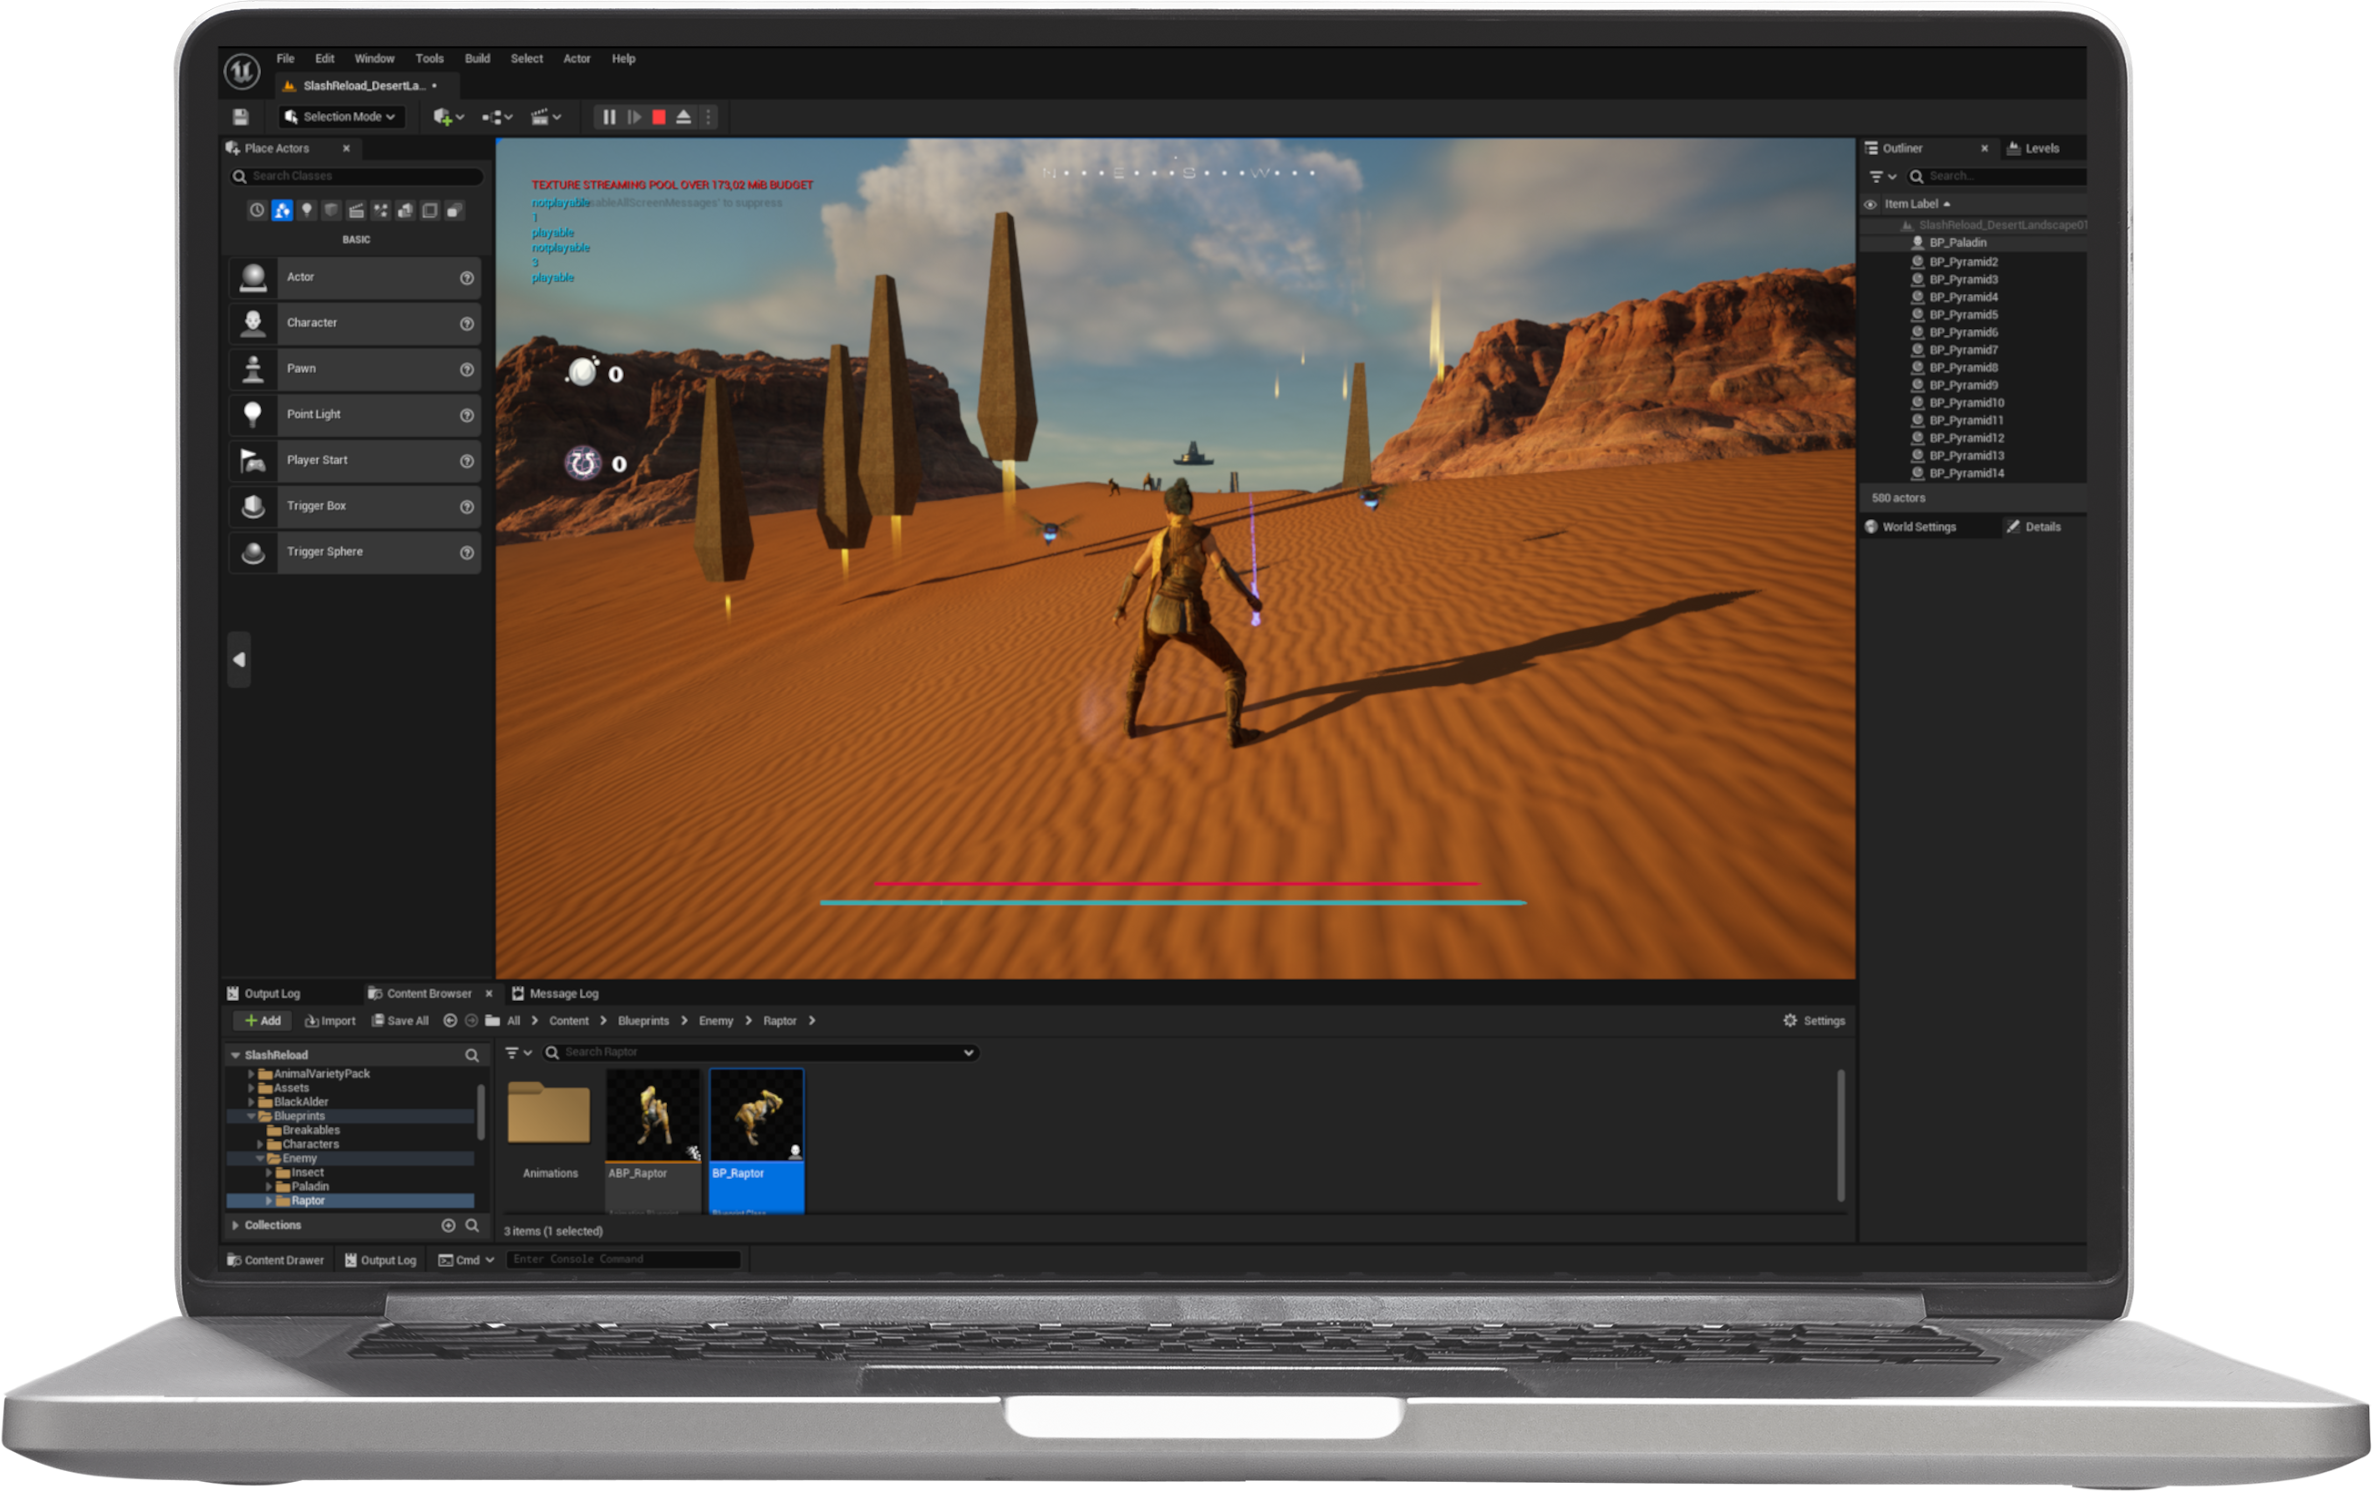 File Edit Window Tools Build Select Actor Help
SlashReload_DesertLa... •
Selection Mode
Place Actors
Search Classes
BASIC
Actor
Character
Pawn
Point Light
Player Start
Trigger Box
Trigger Sphere
TEXTURE STREAMING POOL OVER 173,02 MiB BUDGET
notplayable
sableAllScreenMessages' to suppress
1
playable
notplayable
3
playable
N E S W
0
0
Outliner Levels
Search...
Item Label
SlashReload_DesertLandscape01
BP_Paladin
BP_Pyramid2
BP_Pyramid3
BP_Pyramid4
BP_Pyramid5
BP_Pyramid6
BP_Pyramid7
BP_Pyramid8
BP_Pyramid9
BP_Pyramid10
BP_Pyramid11
BP_Pyramid12
BP_Pyramid13
BP_Pyramid14
580 actors
World Settings Details
Output Log Content Browser Message Log
+ Add Import Save All All > Content > Blueprints > Enemy > Raptor > Settings
SlashReload
AnimalVarietyPack
Assets
BlackAlder
Blueprints
Breakables
Characters
Enemy
Insect
Paladin
Raptor
Collections
Search Raptor
Animations
ABP_Raptor
BP_Raptor
Blueprint Class
3 items (1 selected)
Content Drawer Output Log Cmd Enter Console Command